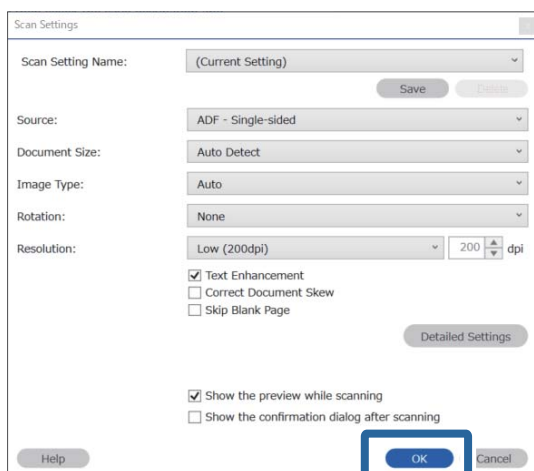 Scan Settings
Scan Setting Name: (Current Setting)
Save Delete
Source: ADF - Single-sided
Document Size: Auto Detect
Image Type: Auto
Rotation: None
Resolution: Low (200dpi) 200 dpi
Text Enhancement
Correct Document Skew
Skip Blank Page
Detailed Settings
Show the preview while scanning
Show the confirmation dialog after scanning
Help OK Cancel